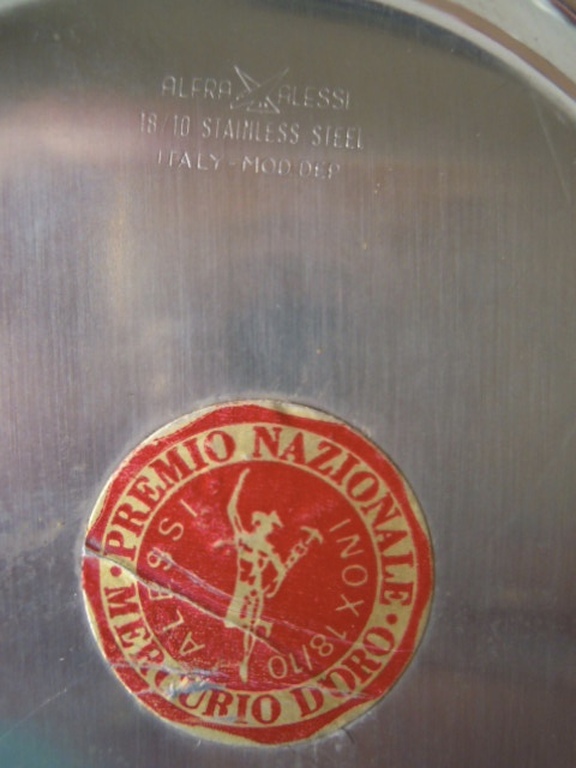 ALFRA ALESSI
18/10 STAINLESS STEEL
ITALY-MOD.DEP
PREMIO NAZIONALE
• MERCURIO D'ORO •
ALESSI
INOX 18/10